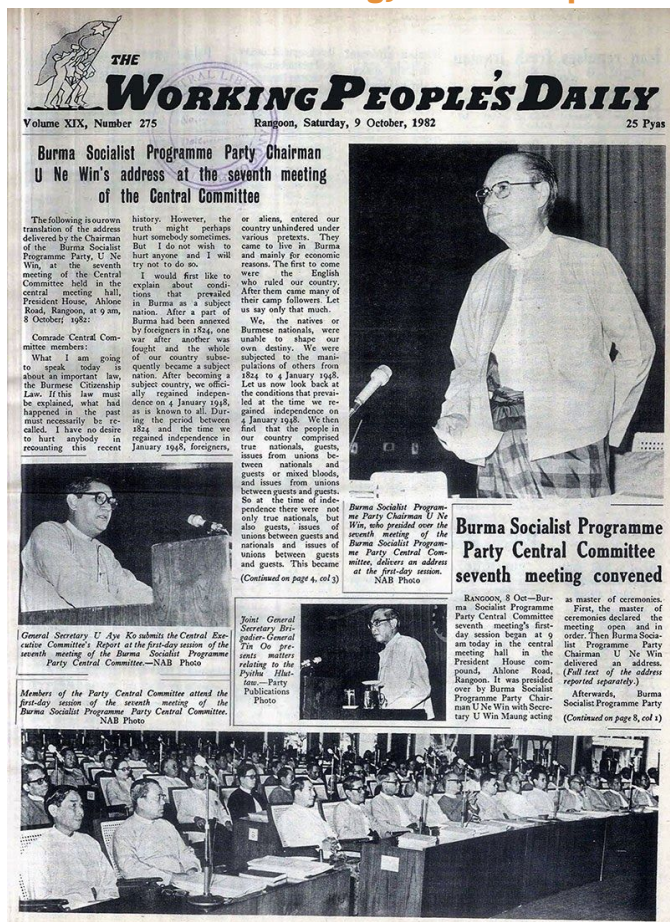 THE
WORKING PEOPLE'S DAILY
Volume XIX, Number 275
Rangoon, Saturday, 9 October, 1982
25 Pyas
Burma Socialist Programme Party Chairman
U Ne Win's address at the seventh meeting
of the Central Committee
The following is our own
translation of the address
delivered by the Chairman
of the Burma Socialist
Programme Party, U Ne
Win, at the seventh
meeting of the Central
Committee held in the
central meeting hall,
President House, Ahlone
Road, Rangoon, at 9 am,
8 October, 1982:
Comrade Central Com-
mittee members:
What I am going
to speak today is
about an important law,
the Burmese Citizenship
Law. If this law must
be explained, what had
happened in the past
must necessarily be re-
called. I have no desire
to hurt anybody in
recounting this recent
history. However, the
truth might perhaps
hurt somebody sometimes.
But I do not wish to
hurt anyone and I will
try not to do so.
I would first like to
explain about condi-
tions that prevailed
in Burma as a subject
nation. After a part of
Burma had been annexed
by foreigners in 1824, one
war after another was
fought and the whole
of our country subse-
quently became a subject
nation. After becoming a
subject country, we offici-
ally regained independ-
ence on 4 January 1948,
as is known to all. Dur-
ing the period between
1824 and the time we
regained independence in
January 1948, foreigners,
or aliens, entered our
country unhindered under
various pretexts. They
came to live in Burma
and mainly for economic
reasons. The first to come
were the English
who ruled our country.
After them came many of
their camp followers. Let
us say only that much.
We, the natives or
Burmese nationals, were
unable to shape our
own destiny. We were
subjected to the mani-
pulations of others from
1824 to 4 January 1948.
Let us now look back at
the conditions that prevai-
led at the time we re-
gained independence on
4 January 1948. We then
find that the people in
our country comprised
true nationals, guests,
issues from unions be-
tween nationals and
guests or mixed bloods,
and issues from unions
between guests and guests.
So at the time of inde-
pendence there were not
only true nationals, but
also guests, issues of
unions between guests and
nationals and issues of
unions between guests
and guests. This became
(Continued on page 4, col 3)
Burma Socialist Program-
me Party Chairman U Ne
Win, who presided over the
seventh meeting of the
Burma Socialist Program-
me Party Central Com-
mittee, delivers an address
at the first-day session.
NAB Photo
General Secretary U Aye Ko submits the Central Exe-
cutive Committee's Report at the first-day session of the
seventh meeting of the Burma Socialist Programme
Party Central Committee.—NAB Photo
Members of the Party Central Committee attend the
first-day session of the seventh meeting of the
Burma Socialist Programme Party Central Committee.
NAB Photo
Joint General
Secretary Bri-
gadier-General
Tin Oo pre-
sents matters
relating to the
Pyithu Hlut-
taw.—Party
Publications
Photo
Burma Socialist Programme
Party Central Committee
seventh meeting convened
RANGOON, 8 Oct—Bur-
ma Socialist Programme
Party Central Committee
seventh meeting's first-
day session began at 9
am today in the central
meeting hall in the
President House com-
pound, Ahlone Road,
Rangoon. It was presided
over by Burma Socialist
Programme Party Chair-
man U Ne Win with Secre-
tary U Win Maung acting
as master of ceremonies.
First, the master of
ceremonies declared the
meeting open and in
order. Then Burma Socia-
list Programme Party
Chairman U Ne Win
delivered an address.
(Full text of the address
reported separately.)
Afterwards, Burma
Socialist Programme Party
(Continued on page 8, col 1)